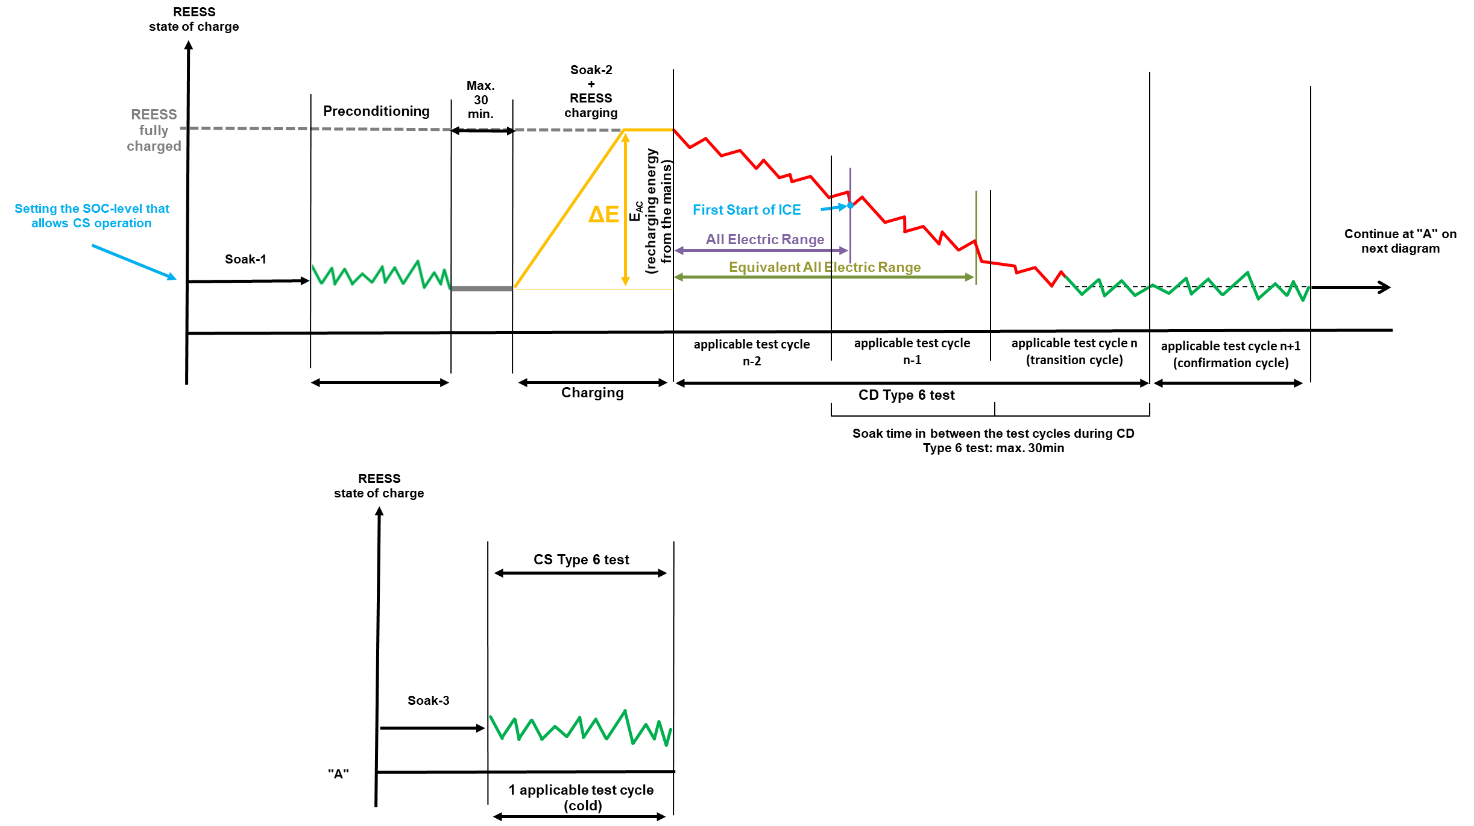 REESS
state of charge
REESS
fully
charged
Setting the SOC-level that
allows CS operation
Soak-1
Preconditioning
Max.
30
min.
Soak-2
+
REESS
charging
ΔE
EAC
(recharging energy
from the mains)
First Start of ICE
All Electric Range
Equivalent All Electric Range
Continue at "A" on
next diagram
applicable test cycle
n-2
applicable test cycle
n-1
applicable test cycle n
(transition cycle)
applicable test cycle n+1
(confirmation cycle)
Charging
CD Type 6 test
Soak time in between the test cycles during CD
Type 6 test: max. 30min
REESS
state of charge
CS Type 6 test
Soak-3
"A"
1 applicable test cycle
(cold)